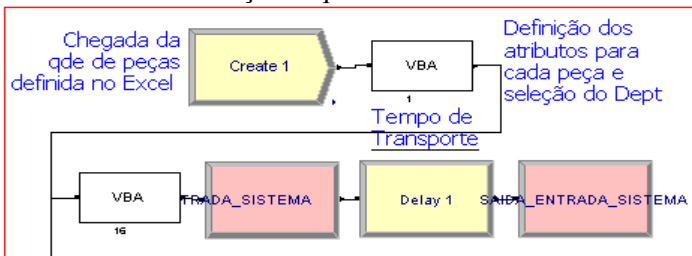 Chegada da
qde de peças
definida no Excel
Create 1
VBA
1
Definição dos
atributos para
cada peça e
seleção do Dept
Tempo de
Transporte
VBA
16
TRADA_SISTEMA
Delay 1
SAIDA_ENTRADA_SISTEMA